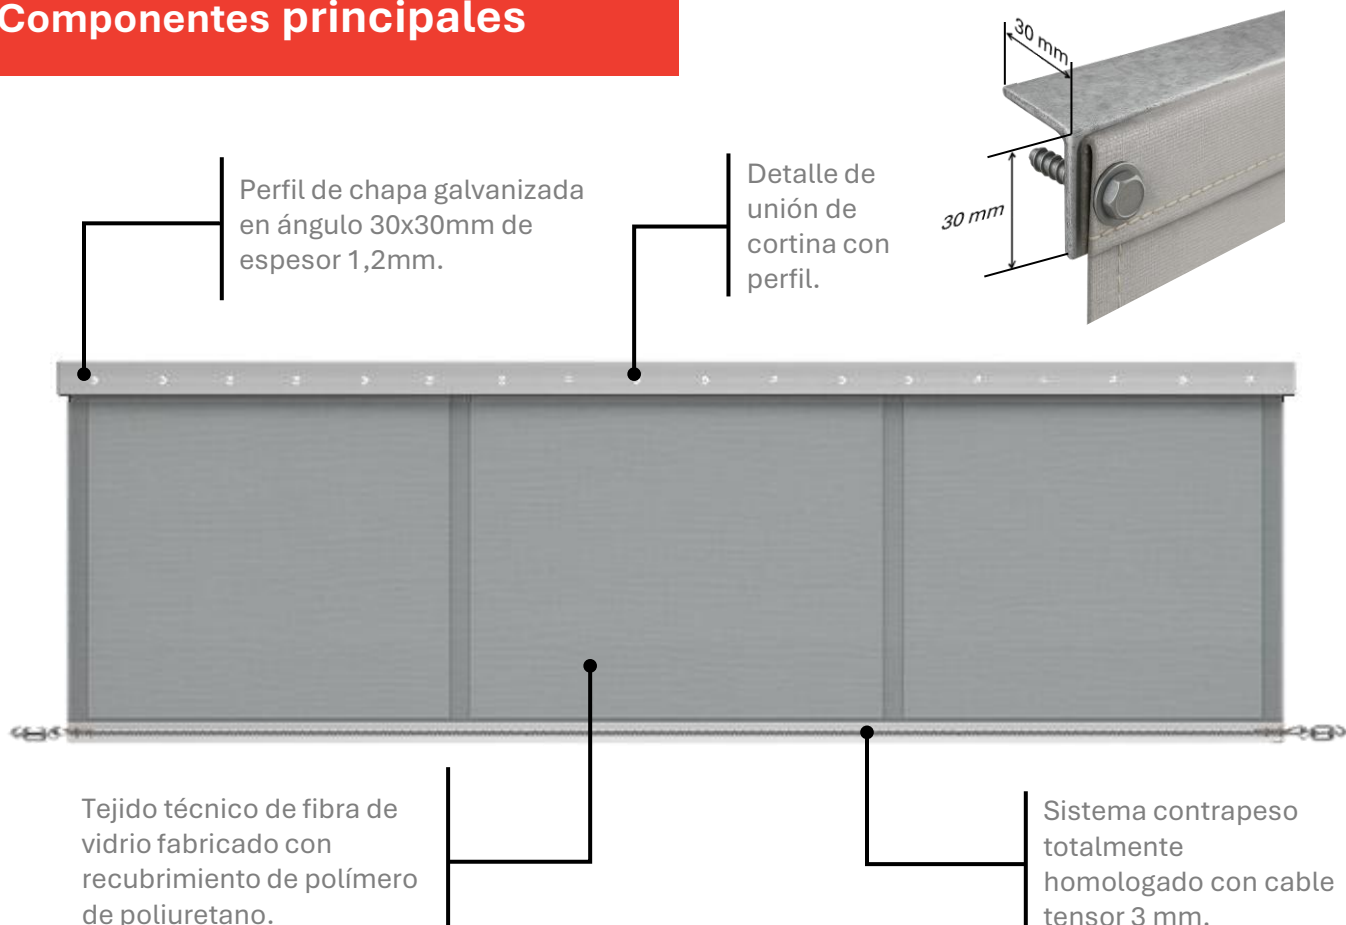 Componentes principales
30 mm
30 mm
Perfil de chapa galvanizada
en ángulo 30x30mm de
espesor 1,2mm.
Detalle de
unión de
cortina con
perfil.
Tejido técnico de fibra de
vidrio fabricado con
recubrimiento de polímero
de poliuretano.
Sistema contrapeso
totalmente
homologado con cable
tensor 3 mm.